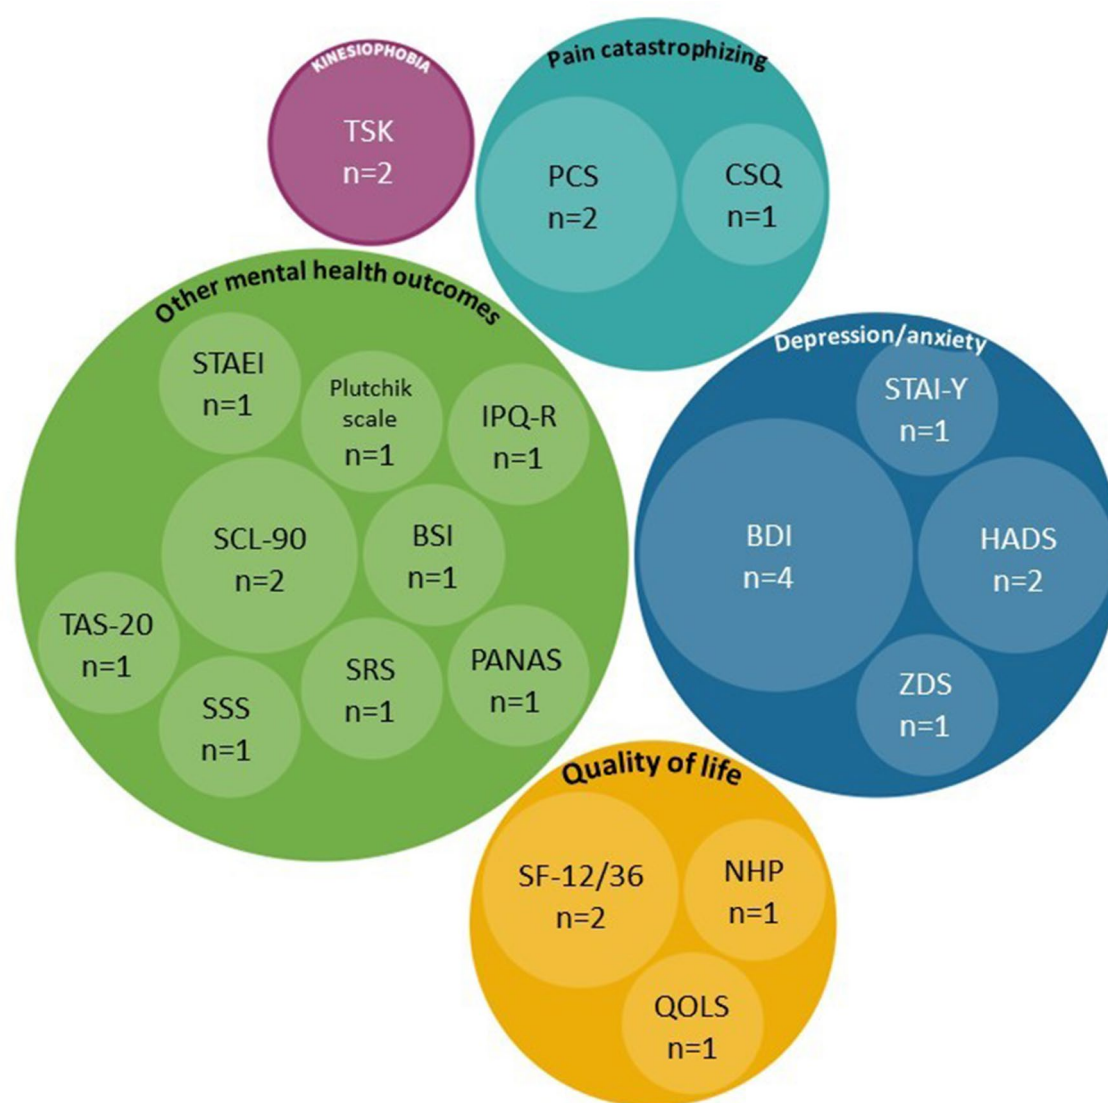 KINESIOPHOBIA
TSK
n=2
Pain catastrophizing
PCS
n=2
CSQ
n=1
Other mental health outcomes
STAEI
n=1
Plutchik
scale
n=1
IPQ-R
n=1
SCL-90
n=2
BSI
n=1
TAS-20
n=1
SSS
n=1
SRS
n=1
PANAS
n=1
Depression/anxiety
STAI-Y
n=1
BDI
n=4
HADS
n=2
ZDS
n=1
Quality of life
SF-12/36
n=2
NHP
n=1
QOLS
n=1